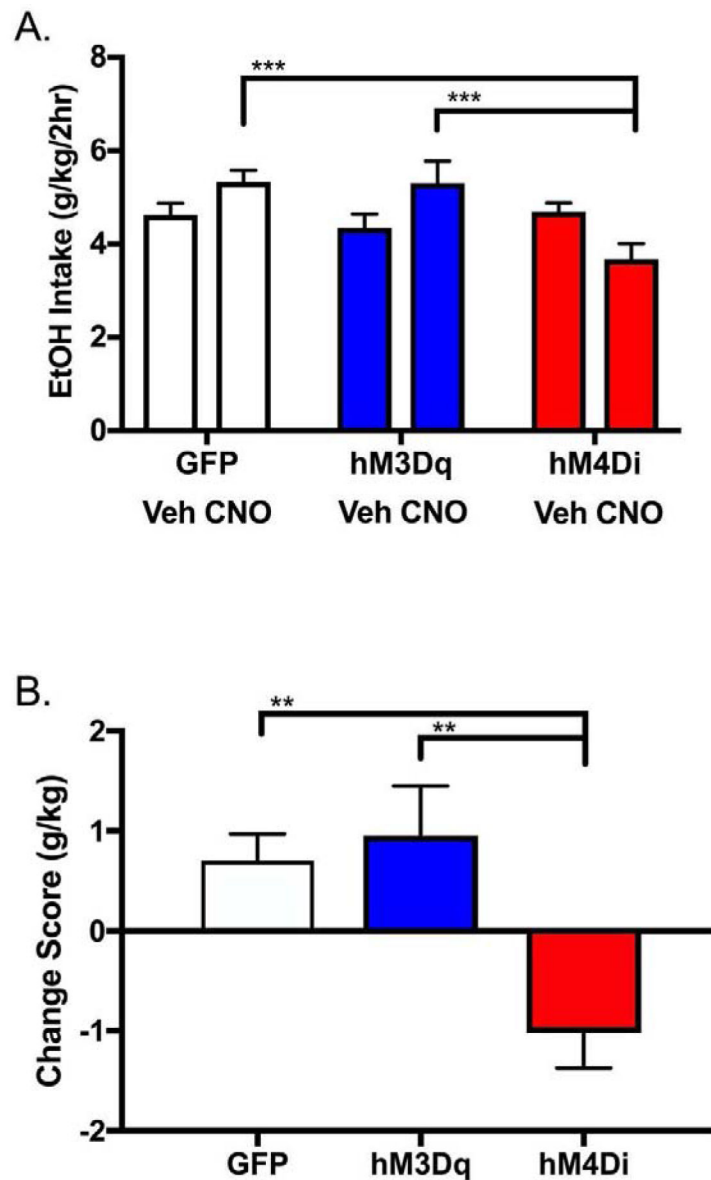 A.
8
***
***
6
4
2
0
EtOH Intake (g/kg/2hr)
GFP hM3Dq hM4Di
Veh CNO Veh CNO Veh CNO
B.
**
**
2
1
0
-1
-2
Change Score (g/kg)
GFP hM3Dq hM4Di